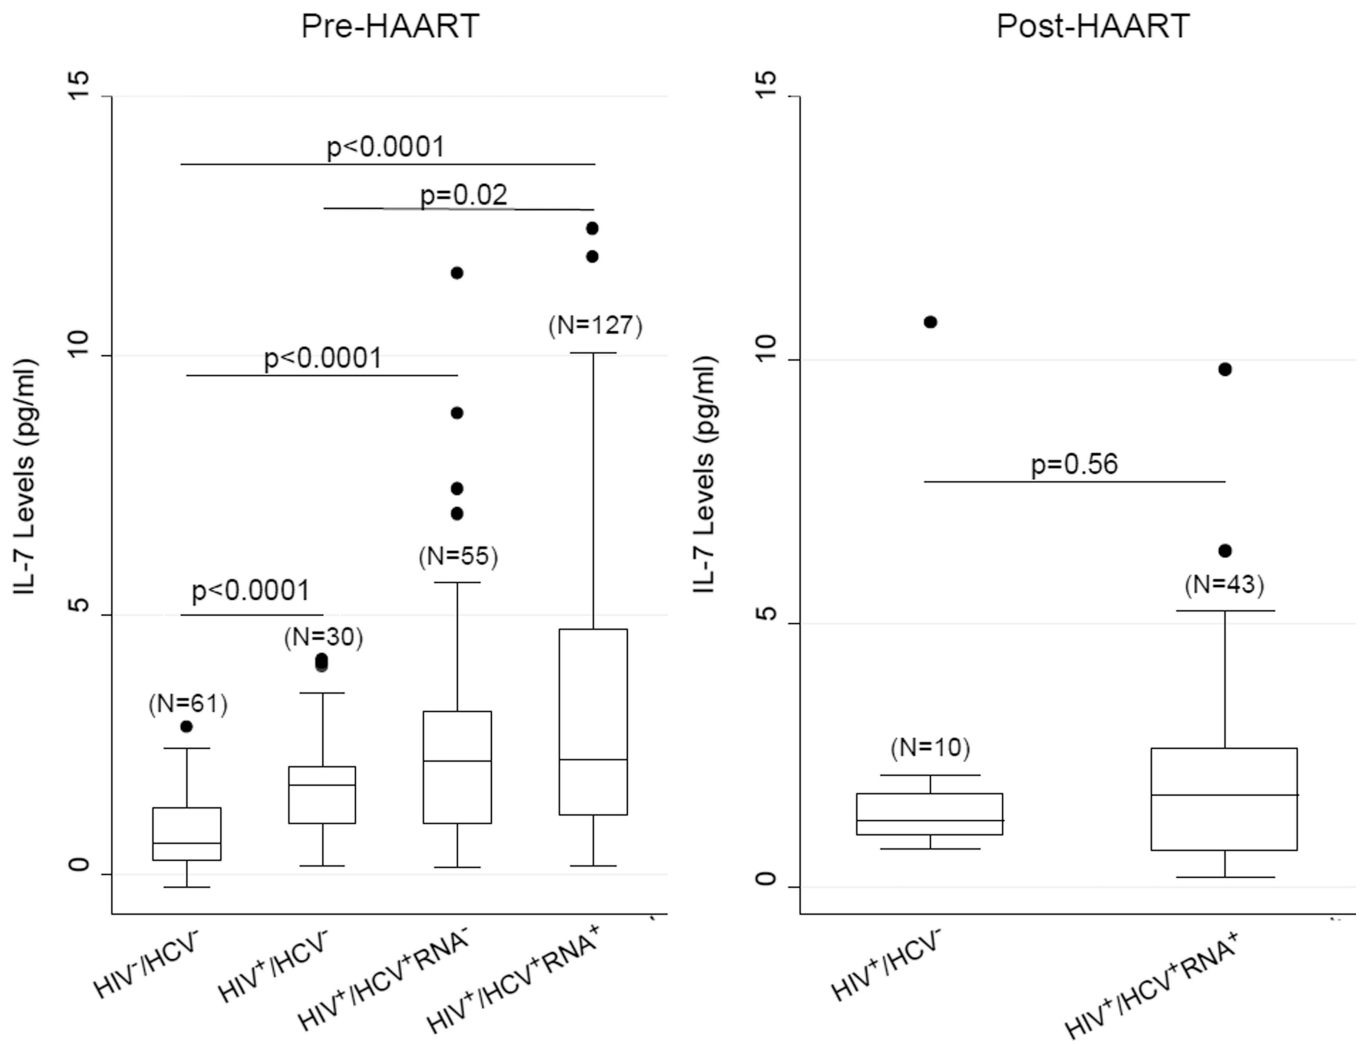 Pre-HAART
IL-7 Levels (pg/ml)
15
10
5
0
p<0.0001
p=0.02
(N=127)
p<0.0001
(N=55)
p<0.0001
(N=30)
(N=61)
HIV⁻/HCV⁻
HIV⁺/HCV⁻
HIV⁺/HCV⁺RNA⁻
HIV⁺/HCV⁺RNA⁺
Post-HAART
IL-7 Levels (pg/ml)
15
10
5
0
p=0.56
(N=43)
(N=10)
HIV⁺/HCV⁻
HIV⁺/HCV⁺RNA⁺